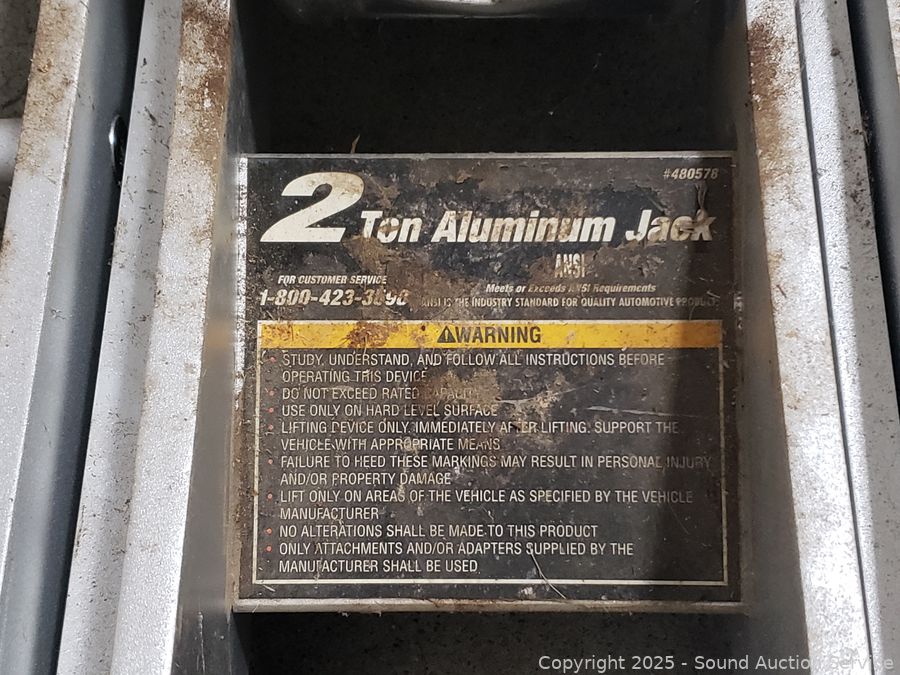 #480578
2 Ton Aluminum Jack
ANSI
FOR CUSTOMER SERVICE
Meets or Exceeds ANSI Requirements
1-800-423-
ANSI IS THE INDUSTRY STANDARD FOR QUALITY AUTOMOTIVE PRODUCT
WARNING
• STUDY, UNDERSTAND, AND FOLLOW ALL INSTRUCTIONS BEFORE
OPERATING THIS DEVICE
• DO NOT EXCEED RATED CAPACITY
• USE ONLY ON HARD LEVEL SURFACE
• LIFTING DEVICE ONLY. IMMEDIATELY AFTER LIFTING, SUPPORT THE
VEHICLE WITH APPROPRIATE MEANS
• FAILURE TO HEED THESE MARKINGS MAY RESULT IN PERSONAL INJURY
AND/OR PROPERTY DAMAGE
• LIFT ONLY ON AREAS OF THE VEHICLE AS SPECIFIED BY THE VEHICLE
MANUFACTURER
• NO ALTERATIONS SHALL BE MADE TO THIS PRODUCT
• ONLY ATTACHMENTS AND/OR ADAPTERS SUPPLIED BY THE
MANUFACTURER SHALL BE USED
Copyright © 2025 - Sound Auction Service